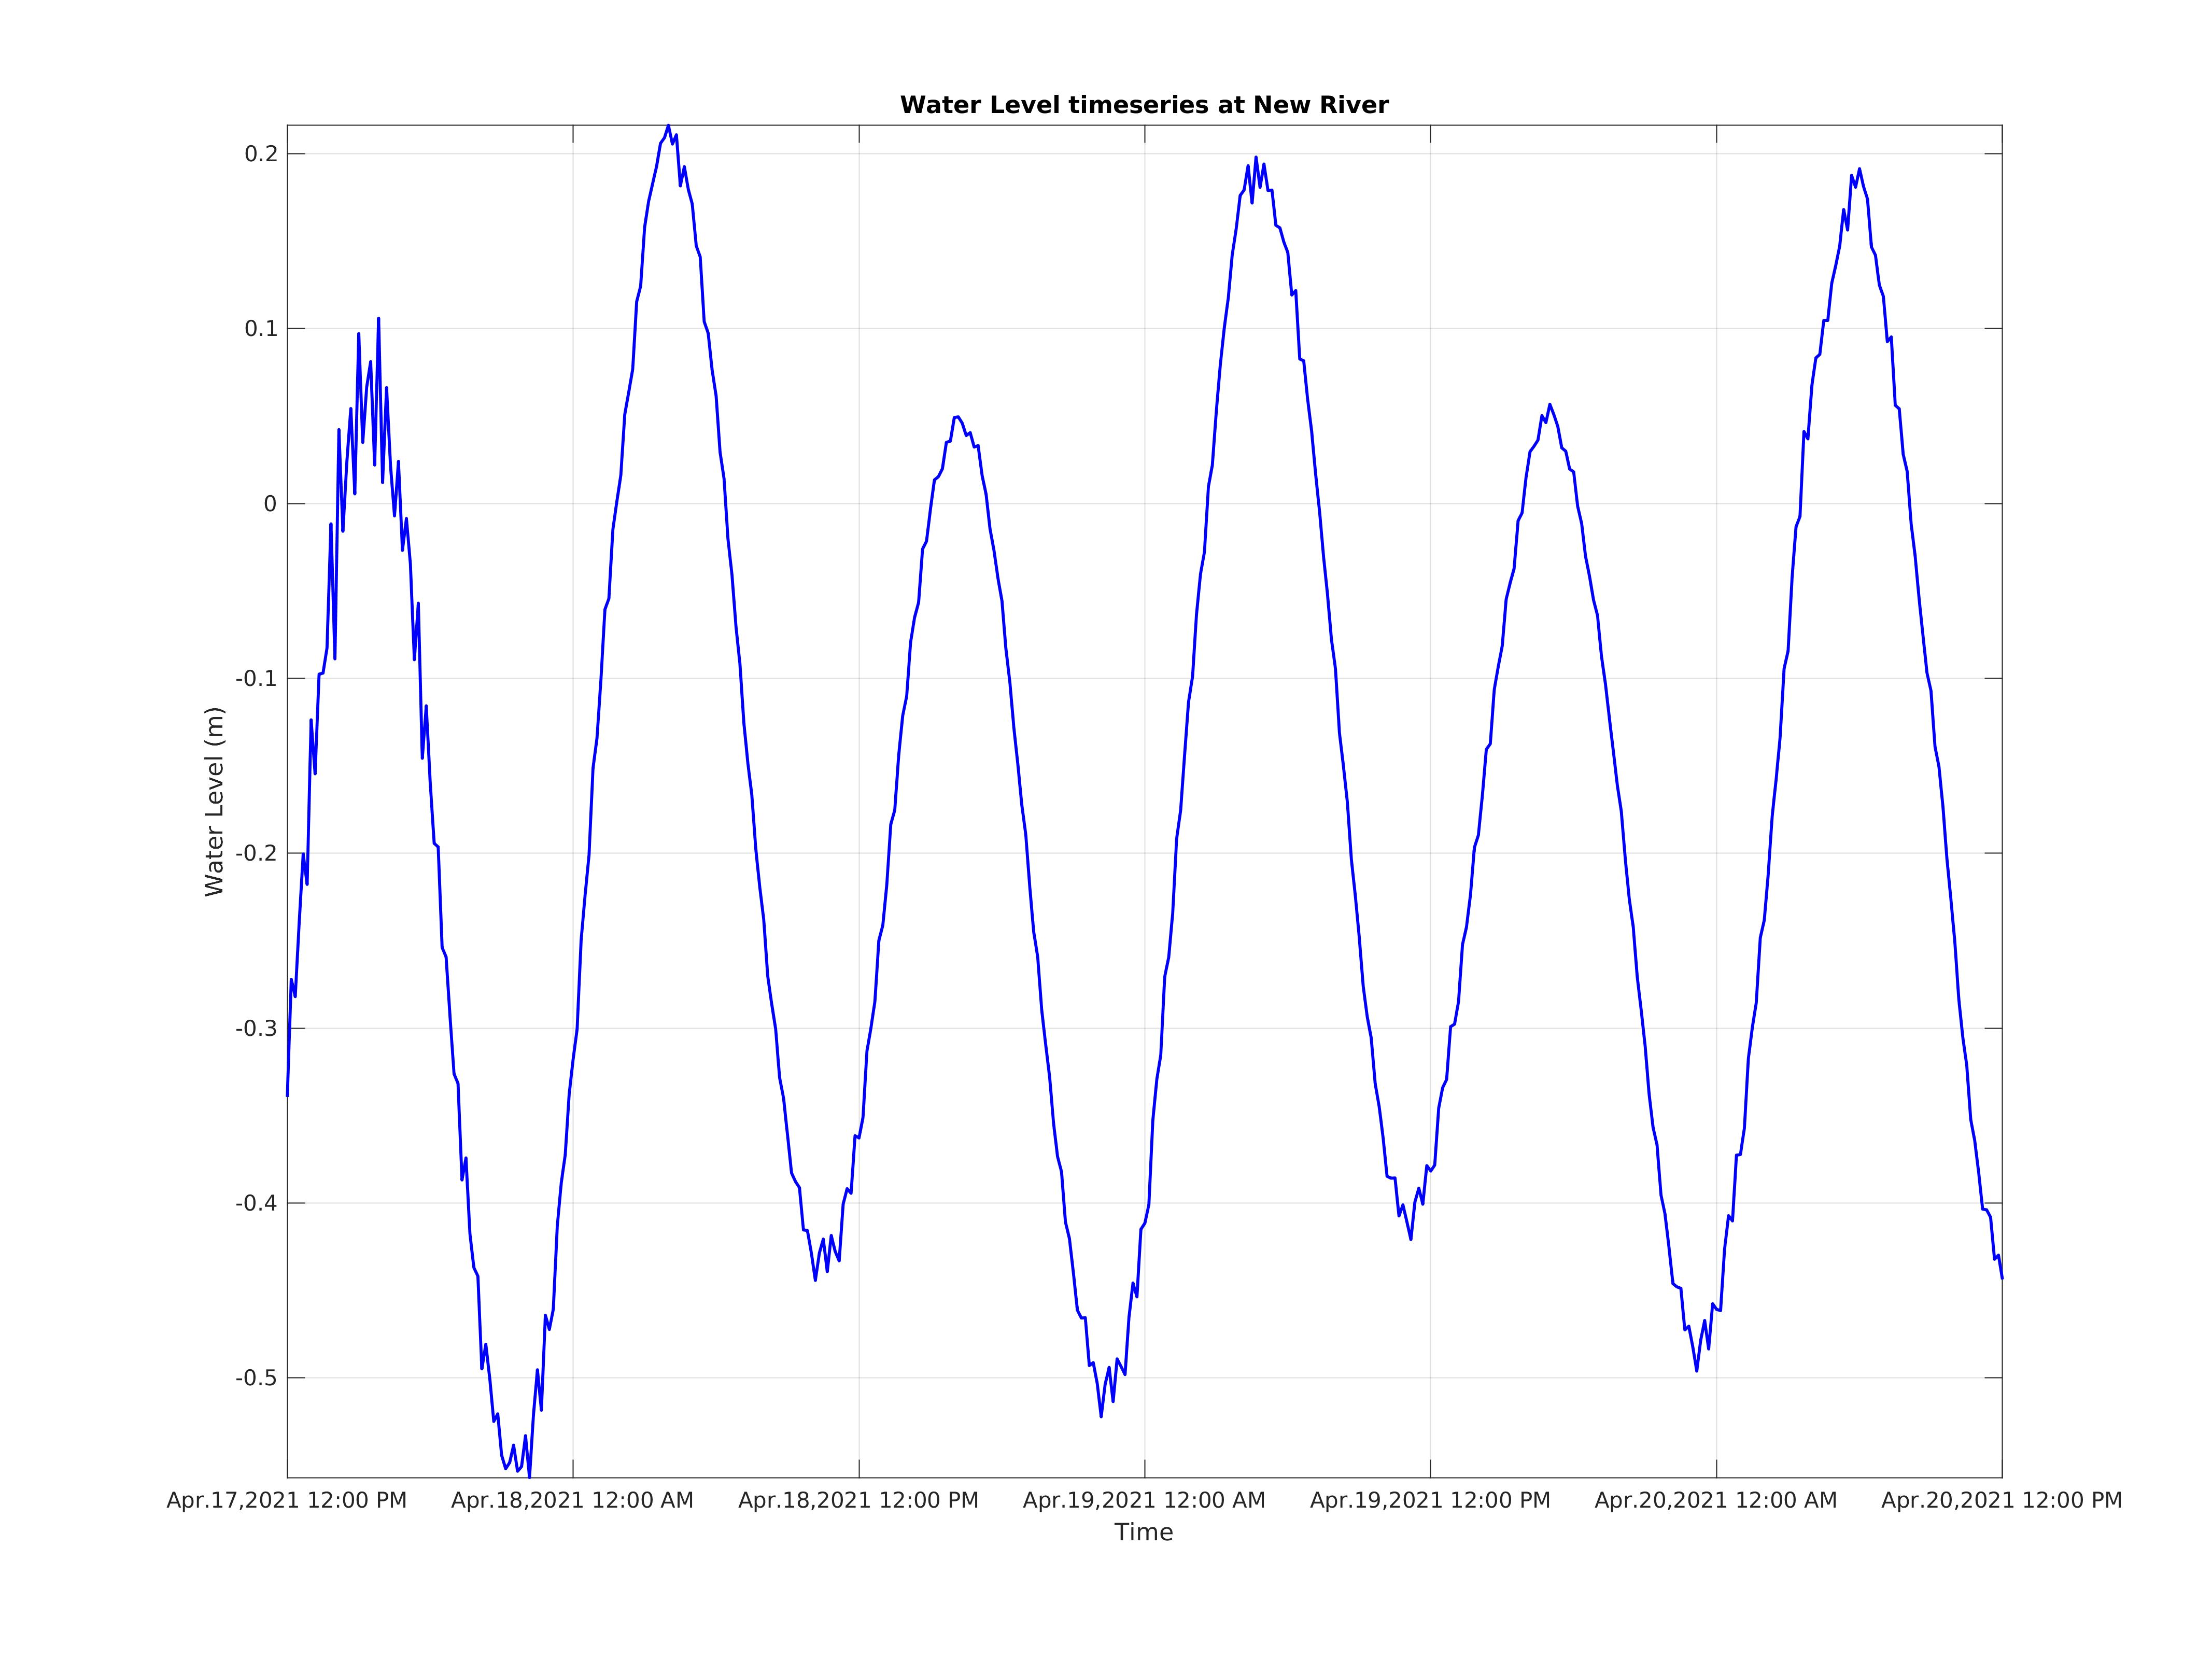 Water Level timeseries at New River
0.2
0.1
0
-0.1
-0.2
-0.3
-0.4
-0.5
Water Level (m)
Apr.17,2021 12:00 PM
Apr.18,2021 12:00 AM
Apr.18,2021 12:00 PM
Apr.19,2021 12:00 AM
Apr.19,2021 12:00 PM
Apr.20,2021 12:00 AM
Apr.20,2021 12:00 PM
Time